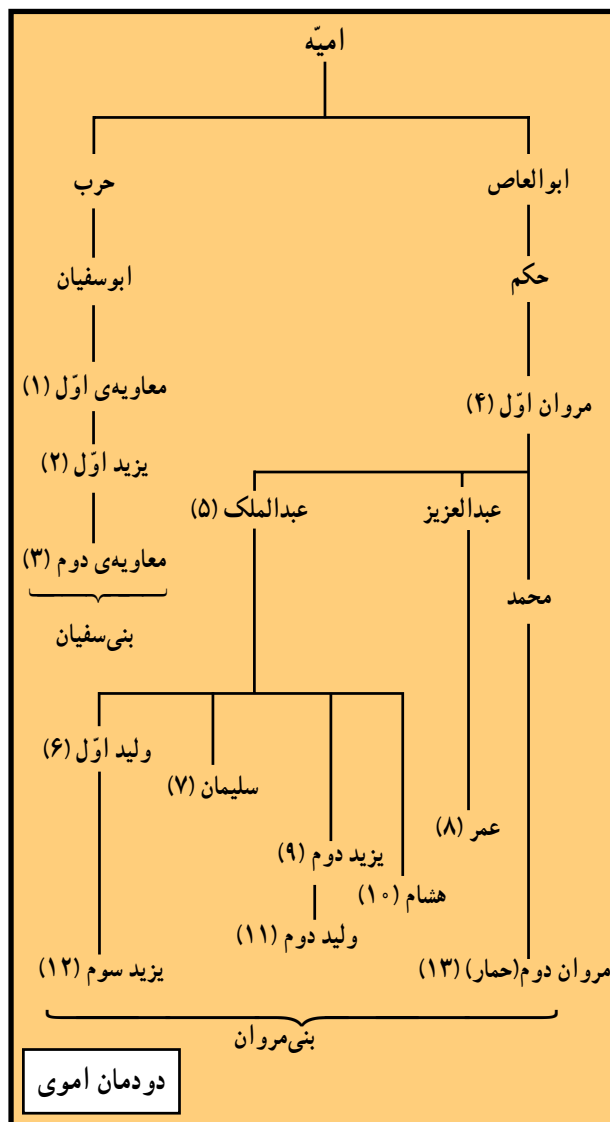 امیّه
ابوالعاص
حرب
حکم
ابوسفیان
مروان اوّل (۴)
معاویه‌ی اوّل (۱)
یزید اوّل (۲)
عبدالعزیز
عبدالملک (۵)
محمد
معاویه‌ی دوم (۳)
بنی‌سفیان
ولید اوّل (۶)
سلیمان (۷)
عمر (۸)
یزید دوم (۹)
هشام (۱۰)
ولید دوم (۱۱)
مروان دوم(حمار) (۱۳)
یزید سوم (۱۲)
بنی‌مروان
دودمان اموی